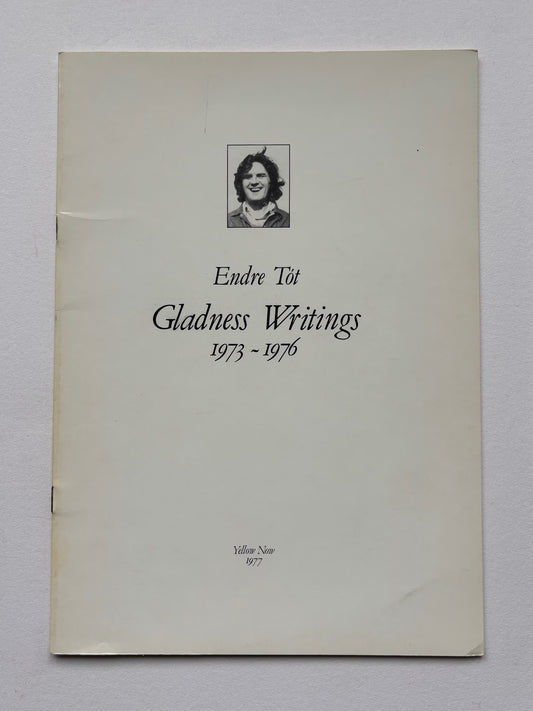 Endre Tót
Gladness Writings
1973 ~ 1976
Yellow Now
1977